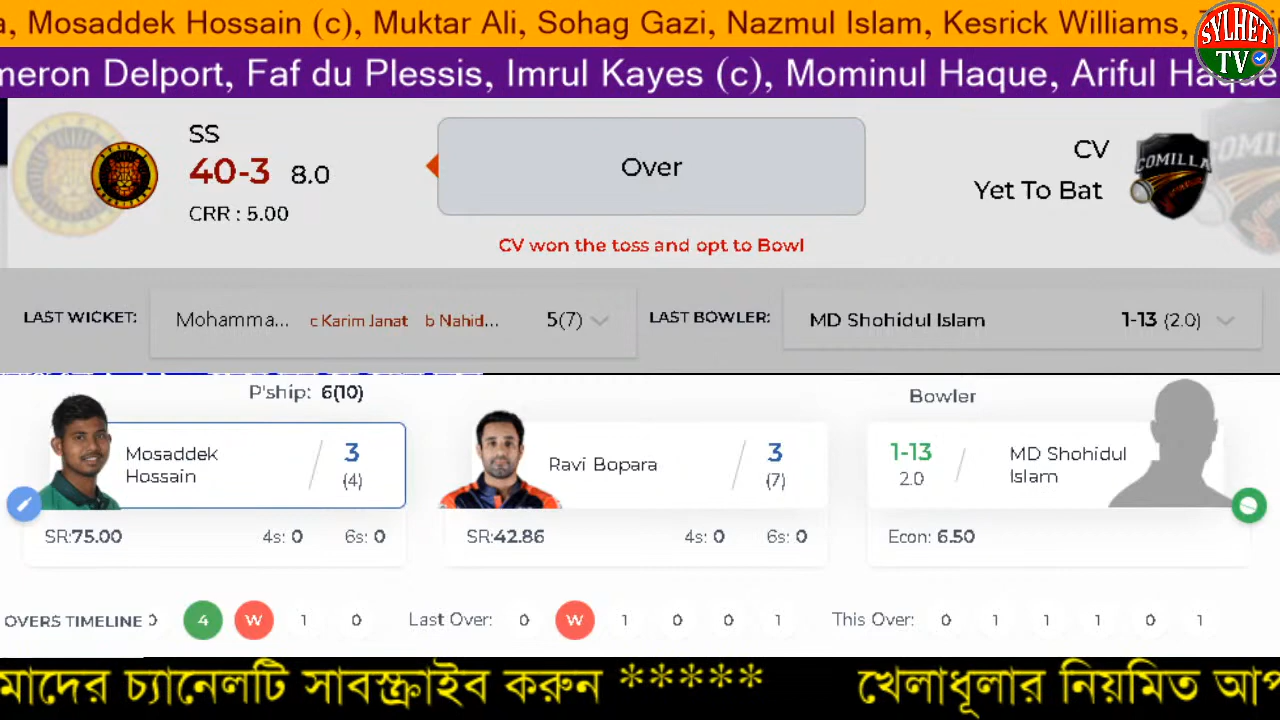 a, Mosaddek Hossain (c), Muktar Ali, Sohag Gazi, Nazmul Islam, Kesrick Williams,
SYLHET
TV
meron Delport, Faf du Plessis, Imrul Kayes (c), Mominul Haque, Ariful Haque
SS
40-3 8.0
CRR : 5.00
Over
CV won the toss and opt to Bowl
CV
Yet To Bat
COMILLA
LAST WICKET: Mohamma... c Karim Janat b Nahid... 5(7)
LAST BOWLER: MD Shohidul Islam 1-13 (2.0)
P'ship: 6(10)
Mosaddek Hossain 3 (4)
SR:75.00 4s: 0 6s: 0
Ravi Bopara 3 (7)
SR:42.86 4s: 0 6s: 0
Bowler
1-13 2.0 MD Shohidul Islam
Econ: 6.50
OVERS TIMELINE 0 4 W 1 0 Last Over: 0 W 1 0 0 1 This Over: 0 1 1 1 0 1
মাদের চ্যানেলটি সাবস্ক্রাইব করুন ***** খেলাধূলার নিয়মিত আপ